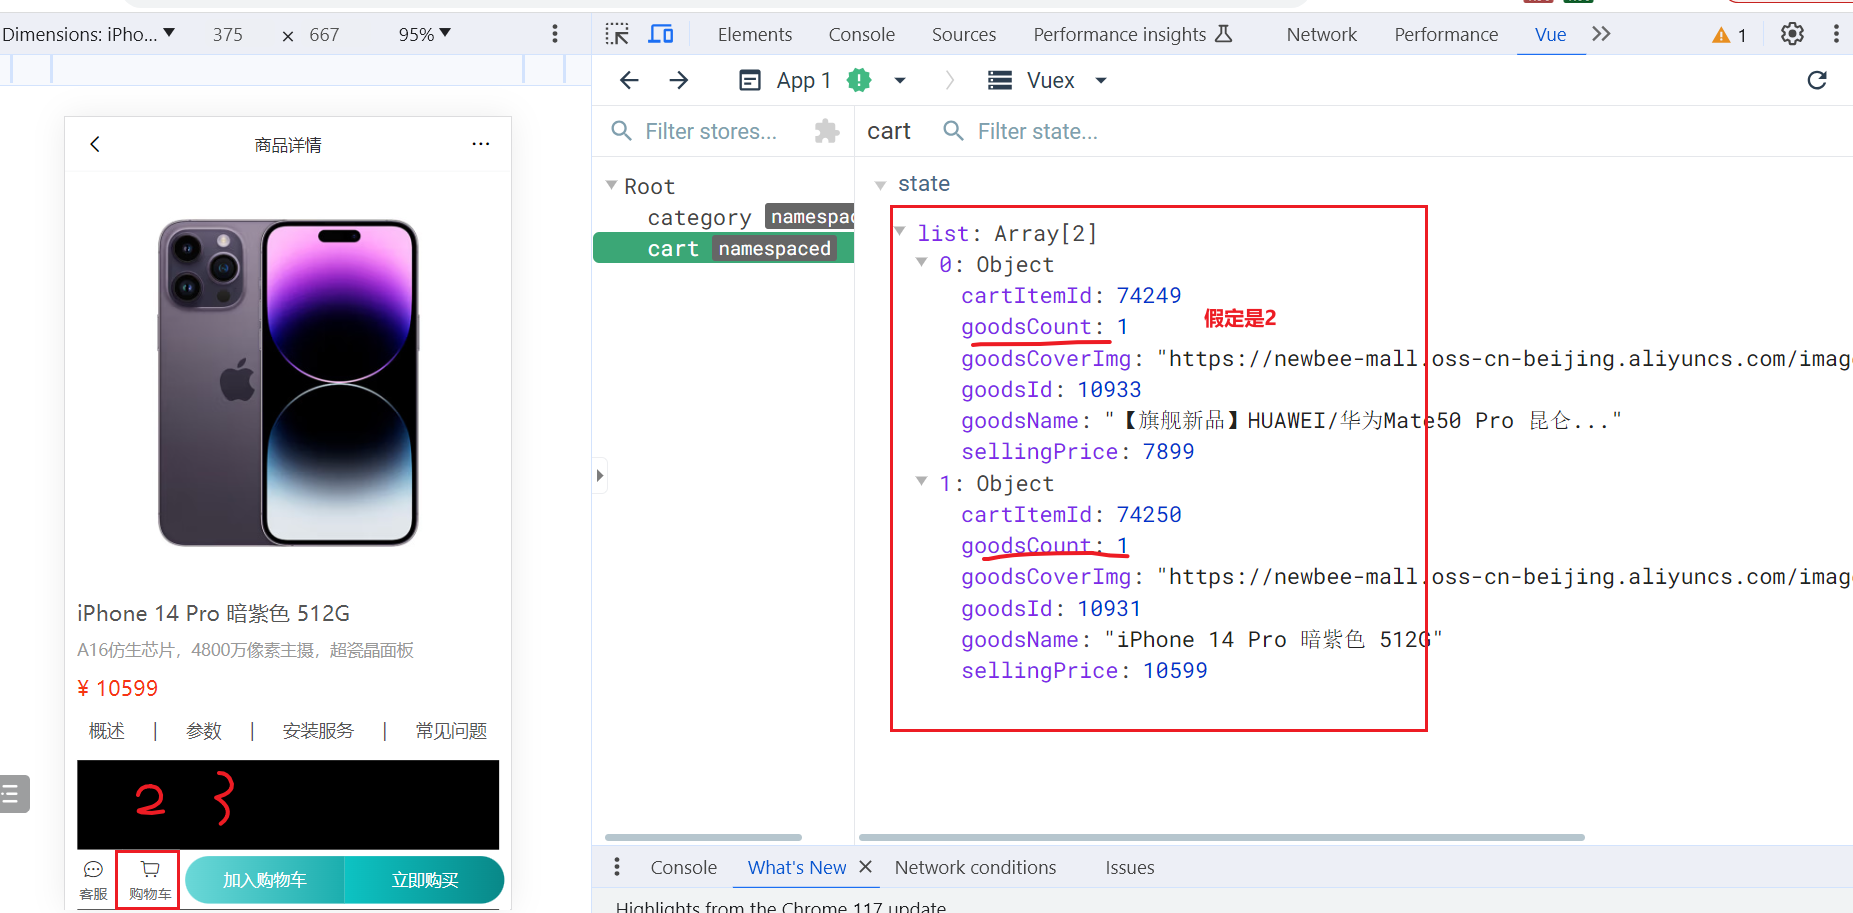 Dimensions: iPho... ▼ 375 × 667 95% ▼
Elements Console Sources Performance insights Network Performance Vue 1
App 1 Vuex
Filter stores... cart Filter state...
商品详情
Root
category namespac
cart namespaced
state
list: Array[2]
0: Object
cartItemId: 74249
goodsCount: 1
假定是2
goodsCoverImg: "https://newbee-mall.oss-cn-beijing.aliyuncs.com/imag
goodsId: 10933
goodsName: "【旗舰新品】HUAWEI/华为Mate50 Pro 昆仑..."
sellingPrice: 7899
1: Object
cartItemId: 74250
goodsCount: 1
goodsCoverImg: "https://newbee-mall.oss-cn-beijing.aliyuncs.com/imag
goodsId: 10931
goodsName: "iPhone 14 Pro 暗紫色 512G"
sellingPrice: 10599
iPhone 14 Pro 暗紫色 512G
A16仿生芯片，4800万像素主摄，超瓷晶面板
¥ 10599
概述 | 参数 | 安装服务 | 常见问题
2 3
客服 购物车 加入购物车 立即购买
Console What's New Network conditions Issues
Highlights from the Chrome 117 update